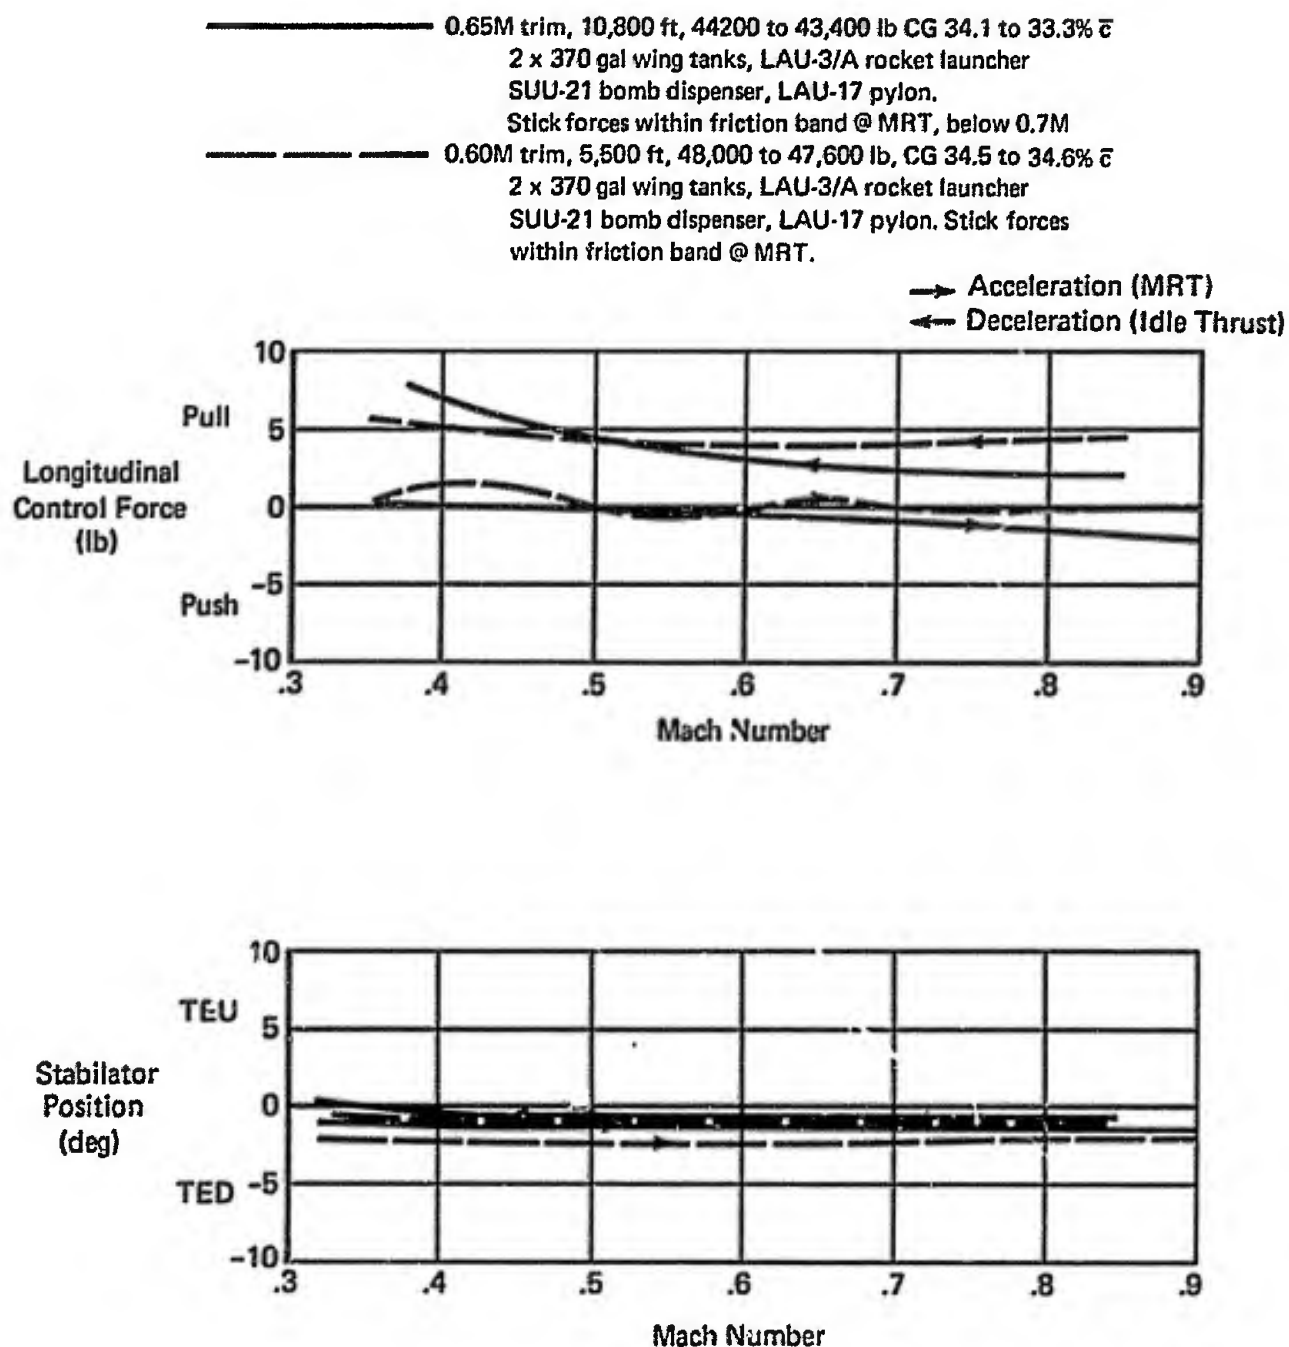 0.65M trim, 10,800 ft, 44200 to 43,400 lb CG 34.1 to 33.3% c̅
2 x 370 gal wing tanks, LAU-3/A rocket launcher
SUU-21 bomb dispenser, LAU-17 pylon.
Stick forces within friction band @ MRT, below 0.7M
0.60M trim, 5,500 ft, 48,000 to 47,600 lb, CG 34.5 to 34.6% c̅
2 x 370 gal wing tanks, LAU-3/A rocket launcher
SUU-21 bomb dispenser, LAU-17 pylon. Stick forces
within friction band @ MRT.
Acceleration (MRT)
Deceleration (Idle Thrust)
10
Pull
5
Longitudinal
Control Force
(lb)
0
-5
Push
-10
.3 .4 .5 .6 .7 .8 .9
Mach Number
10
TEU
5
Stabilator
Position
(deg)
0
TED -5
-10
.3 .4 .5 .6 .7 .8 .9
Mach Number